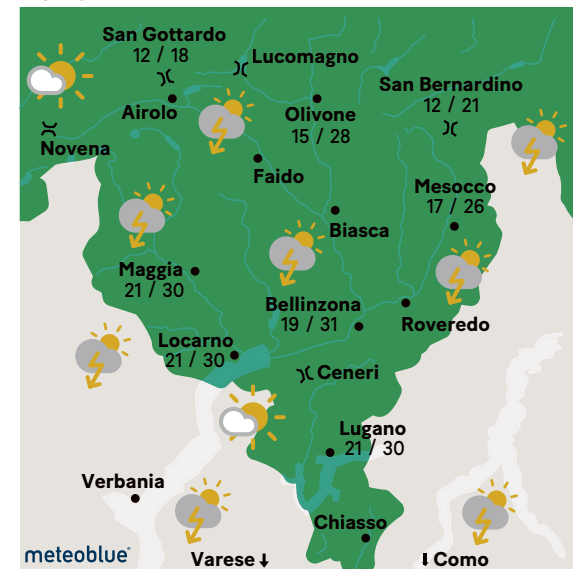 San Gottardo
12 / 18
Lucomagno
San Bernardino
12 / 21
Airolo
Olivone
15 / 28
Novena
Faido
Mesocco
17 / 26
Biasca
Maggia
21 / 30
Bellinzona
19 / 31
Roveredo
Locarno
21 / 30
Ceneri
Lugano
21 / 30
Verbania
Chiasso
meteoblue®
Varese ↓
⬇ Como